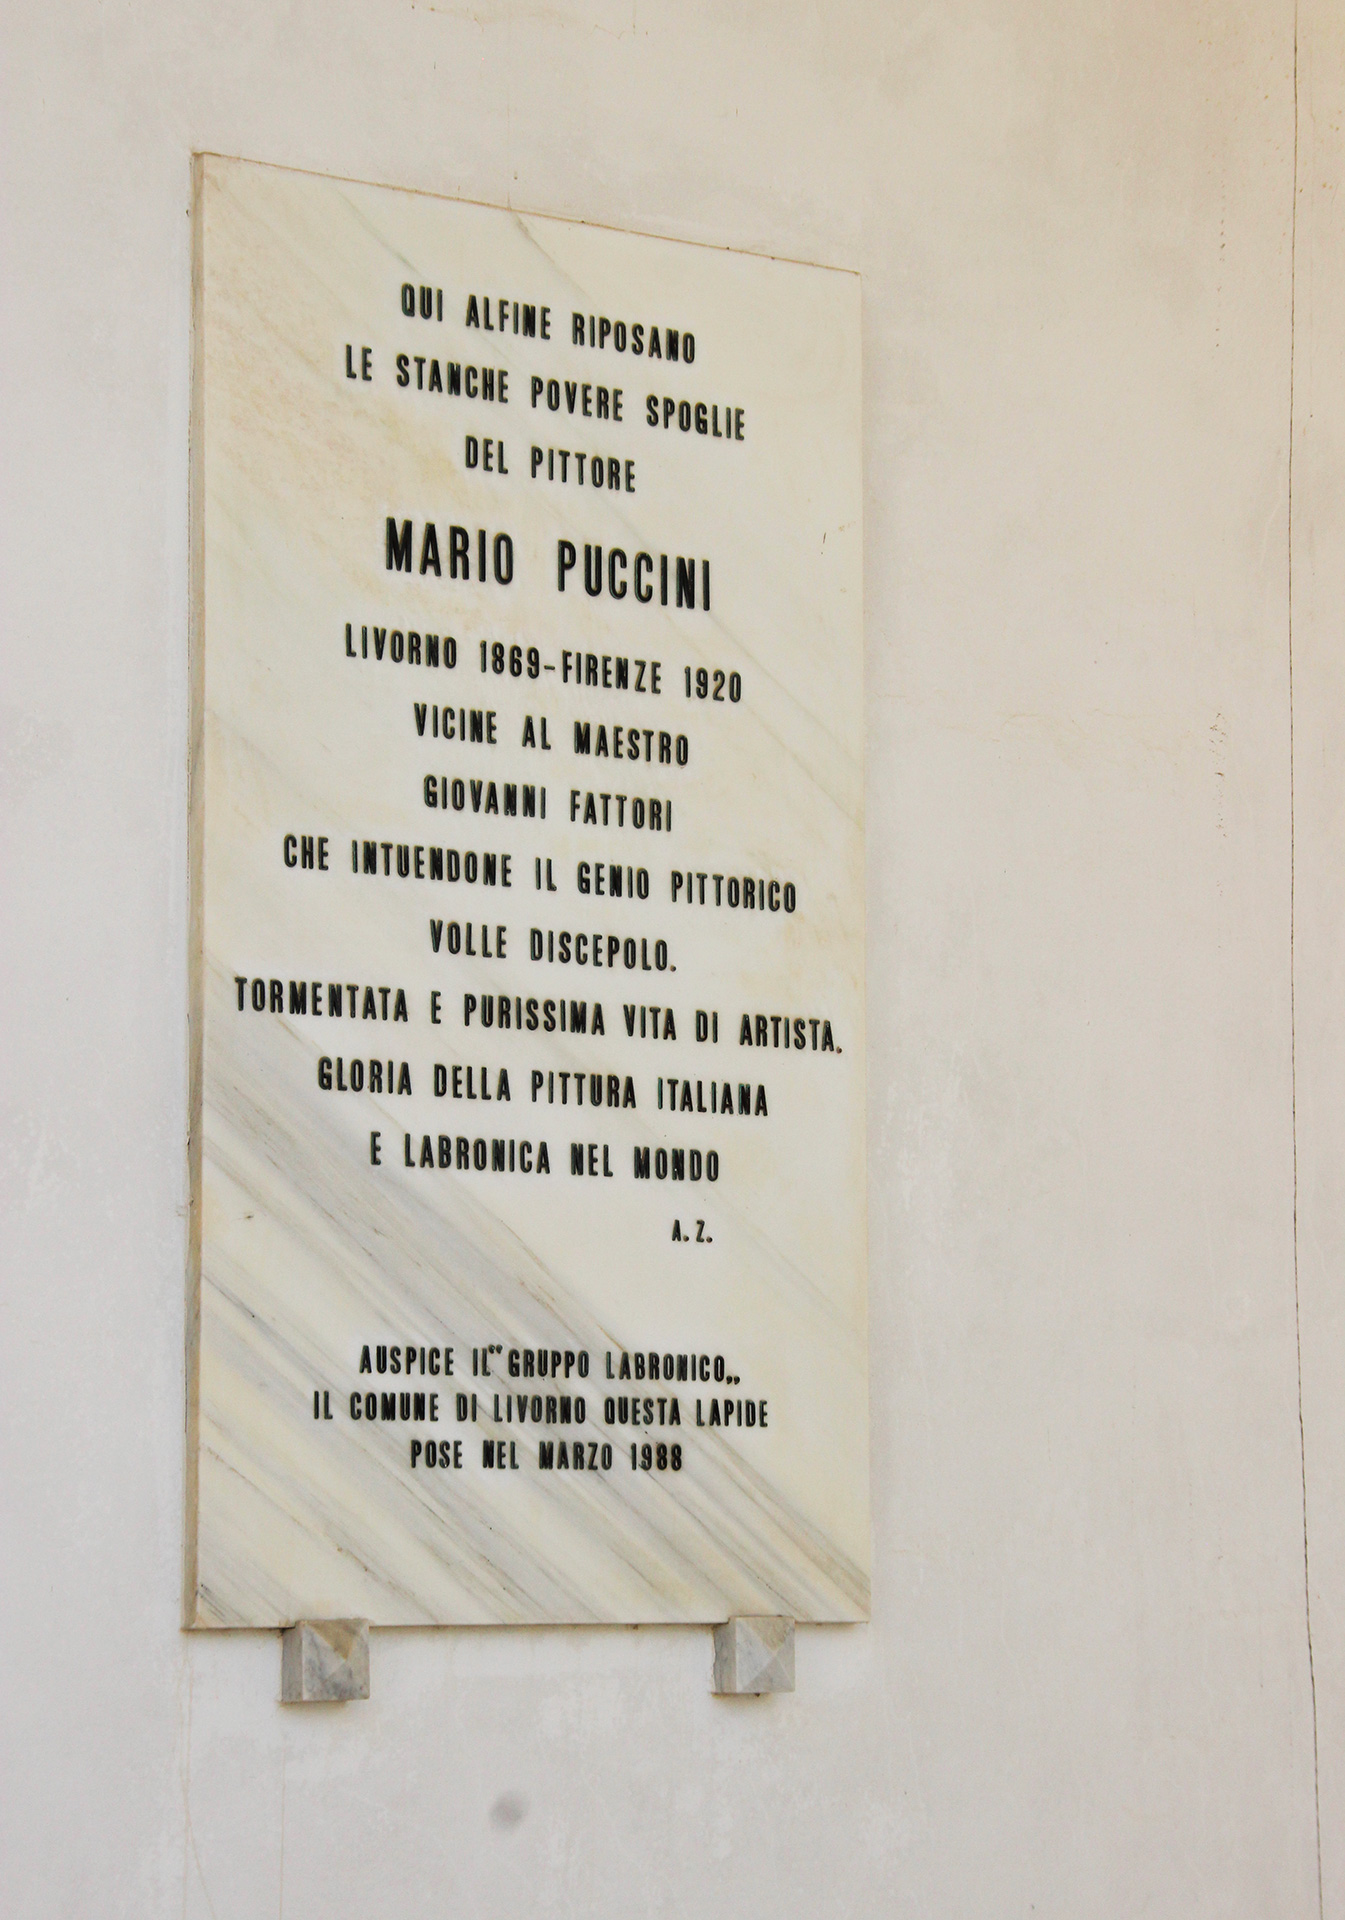 QUI ALFINE RIPOSANO
LE STANCHE POVERE SPOGLIE
DEL PITTORE
MARIO PUCCINI
LIVORNO 1869-FIRENZE 1920
VICINE AL MAESTRO
GIOVANNI FATTORI
CHE INTUENDONE IL GENIO PITTORICO
VOLLE DISCEPOLO.
TORMENTATA E PURISSIMA VITA DI ARTISTA.
GLORIA DELLA PITTURA ITALIANA
E LABRONICA NEL MONDO
A. Z.
AUSPICE IL “GRUPPO LABRONICO„
IL COMUNE DI LIVORNO QUESTA LAPIDE
POSE NEL MARZO 1988